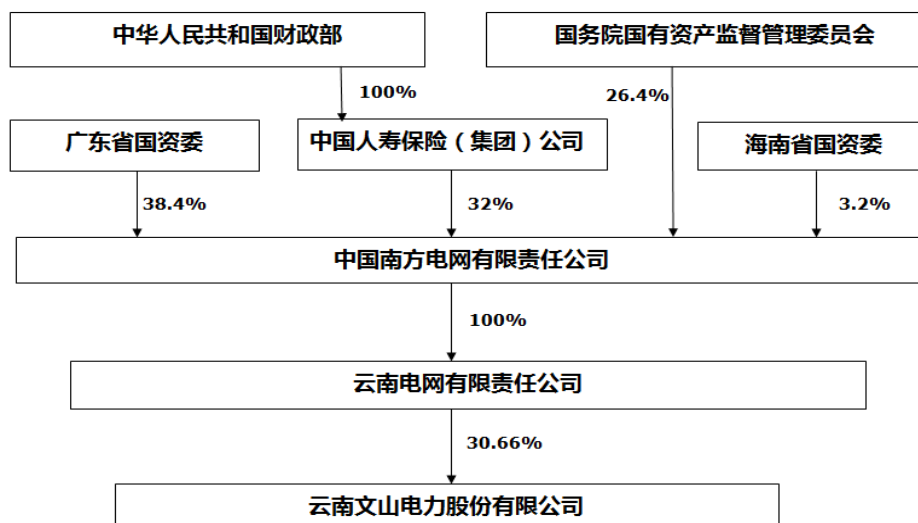 中华人民共和国财政部
国务院国有资产监督管理委员会
100%
26.4%
广东省国资委
中国人寿保险（集团）公司
海南省国资委
38.4%
32%
3.2%
中国南方电网有限责任公司
100%
云南电网有限责任公司
30.66%
云南文山电力股份有限公司